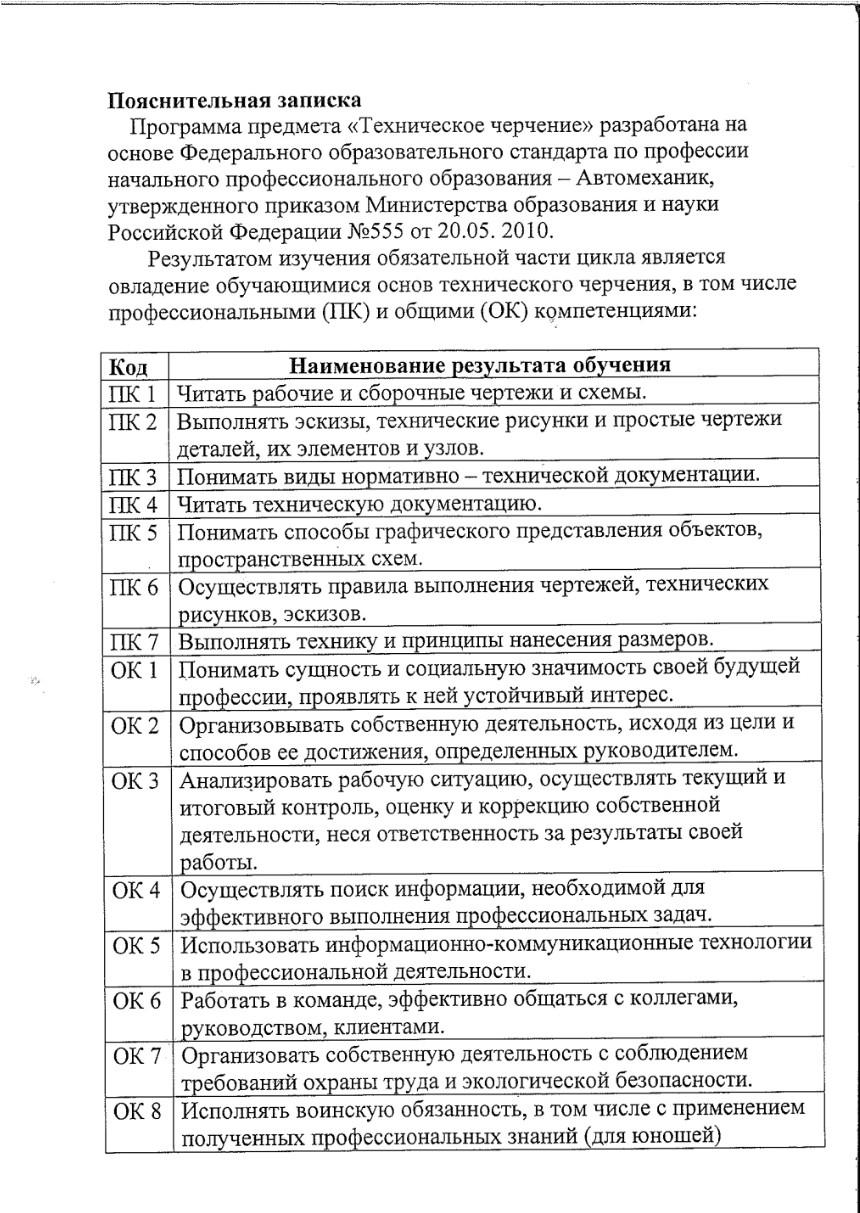 Пояснительная записка
Программа предмета «Техническое черчение» разработана на
основе Федерального образовательного стандарта по профессии
начального профессионального образования – Автомеханик,
утвержденного приказом Министерства образования и науки
Российской Федерации №555 от 20.05. 2010.
Результатом изучения обязательной части цикла является
овладение обучающимися основ технического черчения, в том числе
профессиональными (ПК) и общими (ОК) компетенциями:
Код Наименование результата обучения
ПК 1 Читать рабочие и сборочные чертежи и схемы.
ПК 2 Выполнять эскизы, технические рисунки и простые чертежи
деталей, их элементов и узлов.
ПК 3 Понимать виды нормативно – технической документации.
ПК 4 Читать техническую документацию.
ПК 5 Понимать способы графического представления объектов,
пространственных схем.
ПК 6 Осуществлять правила выполнения чертежей, технических
рисунков, эскизов.
ПК 7 Выполнять технику и принципы нанесения размеров.
ОК 1 Понимать сущность и социальную значимость своей будущей
профессии, проявлять к ней устойчивый интерес.
ОК 2 Организовывать собственную деятельность, исходя из цели и
способов ее достижения, определенных руководителем.
ОК 3 Анализировать рабочую ситуацию, осуществлять текущий и
итоговый контроль, оценку и коррекцию собственной
деятельности, неся ответственность за результаты своей
работы.
ОК 4 Осуществлять поиск информации, необходимой для
эффективного выполнения профессиональных задач.
ОК 5 Использовать информационно-коммуникационные технологии
в профессиональной деятельности.
ОК 6 Работать в команде, эффективно общаться с коллегами,
руководством, клиентами.
ОК 7 Организовать собственную деятельность с соблюдением
требований охраны труда и экологической безопасности.
ОК 8 Исполнять воинскую обязанность, в том числе с применением
полученных профессиональных знаний (для юношей)